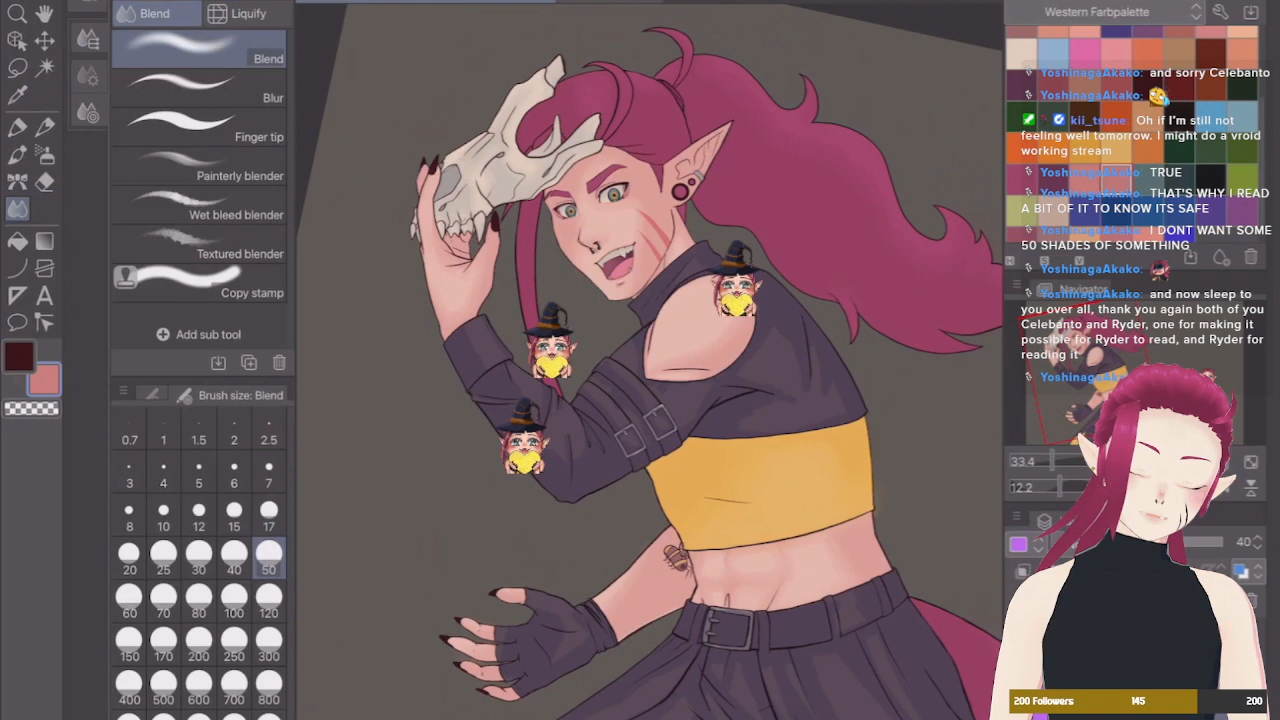 Blend
Liquify
Blend
Blur
Finger tip
Painterly blender
Wet bleed blender
Textured blender
Copy stamp
Add sub tool
Brush size: Blend
0.7 1 1.5 2 2.5
3 4 5 6 7
8 10 12 15 17
20 25 30 40 50
60 70 80 100 120
150 170 200 250 300
400 500 600 700 800
Western Farbpalette
YoshinagaAkako: and sorry Celebanto
YoshinagaAkako:
kii_tsune: Oh if I'm still not
feeling well tomorrow. I might do a vroid
working stream
YoshinagaAkako: TRUE
YoshinagaAkako: THAT'S WHY I READ
A BIT OF IT TO KNOW ITS SAFE
YoshinagaAkako: I DONT WANT SOME
50 SHADES OF SOMETHING
YoshinagaAkako:
YoshinagaAkako: and now sleep to
you over all, thank you again both of you
Celebanto and Ryder, one for making it
possible for Ryder to read, and Ryder for
reading it
YoshinagaAkako:
H S V
Navigator
33.4
12.2
40
200 Followers 145 200